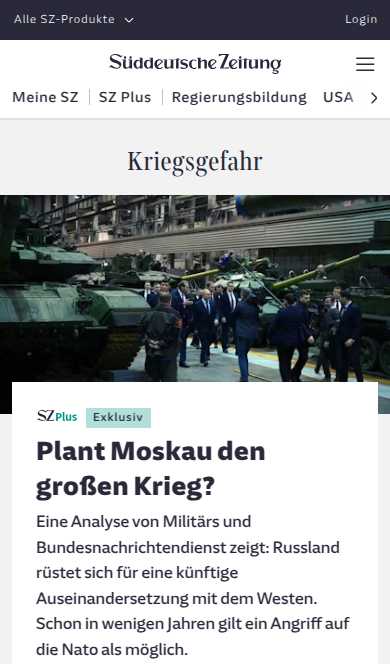 Alle SZ-Produkte
Login
Süddeutsche Zeitung
Meine SZ
SZ Plus
Regierungsbildung
USA
Kriegsgefahr
SZ Plus
Exklusiv
Plant Moskau den
großen Krieg?
Eine Analyse von Militärs und
Bundesnachrichtendienst zeigt: Russland
rüstet sich für eine künftige
Auseinandersetzung mit dem Westen.
Schon in wenigen Jahren gilt ein Angriff auf
die Nato als möglich.